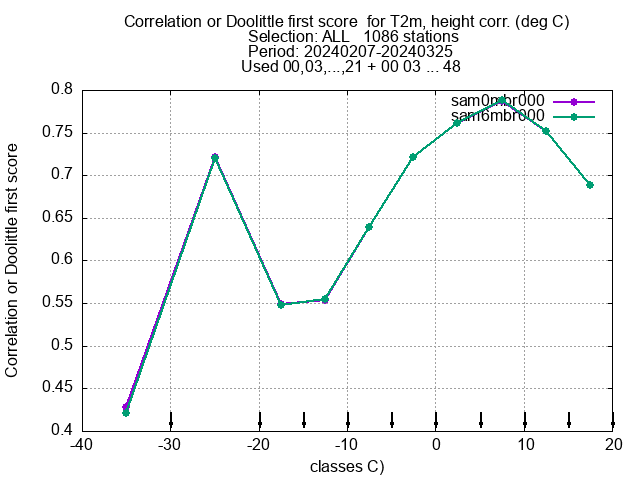 Correlation or Doolittle first score  for T2m, height corr. (deg C)
Selection: ALL   1086 stations
Period: 20240207-20240325
Used 00,03,...,21 + 00 03 ... 48
sam0mbr000
sam6mbr000
0.8
0.75
0.7
0.65
0.6
0.55
0.5
0.45
0.4
Correlation or Doolittle first score
-40 -30 -20 -10 0 10 20
classes C)